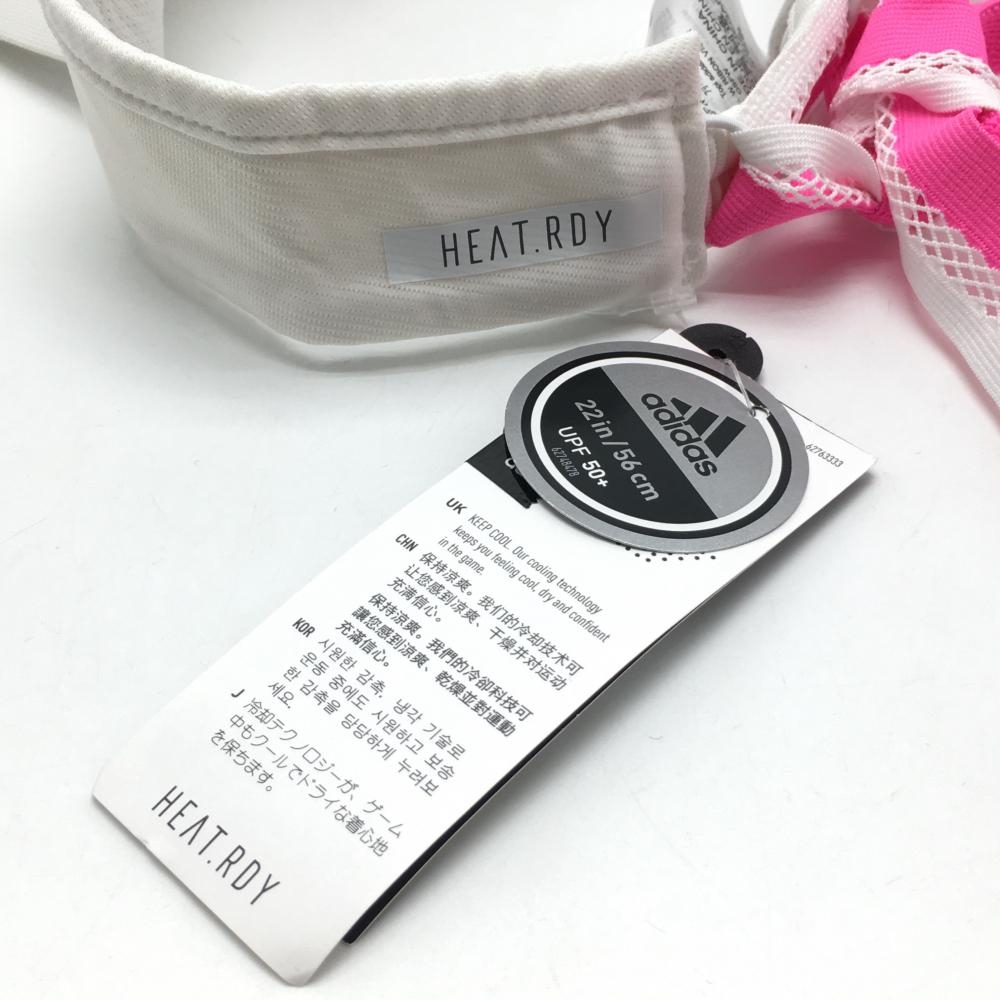 HEAT.RDY
adidas
22in/56cm
UPF 50+
62748478
62763333
UK KEEP COOL. Our cooling technology
keeps you feeling cool, dry and confident
in the game.
CHN 保持凉爽。我们的冷却技术可
让您感到凉爽、干燥并对运动
充满信心。
保持涼爽。我們的冷卻科技可
讓您感到涼爽、乾燥並對運動
充滿信心。
KOR 시원한 감촉. 냉각 기술로
운동 중에도 시원하고 보송
한 감촉을 당당하게 누려보
세요.
J 冷却テクノロジーが、ゲーム
中もクールでドライな着心地
を保ちます。
HEAT.RDY